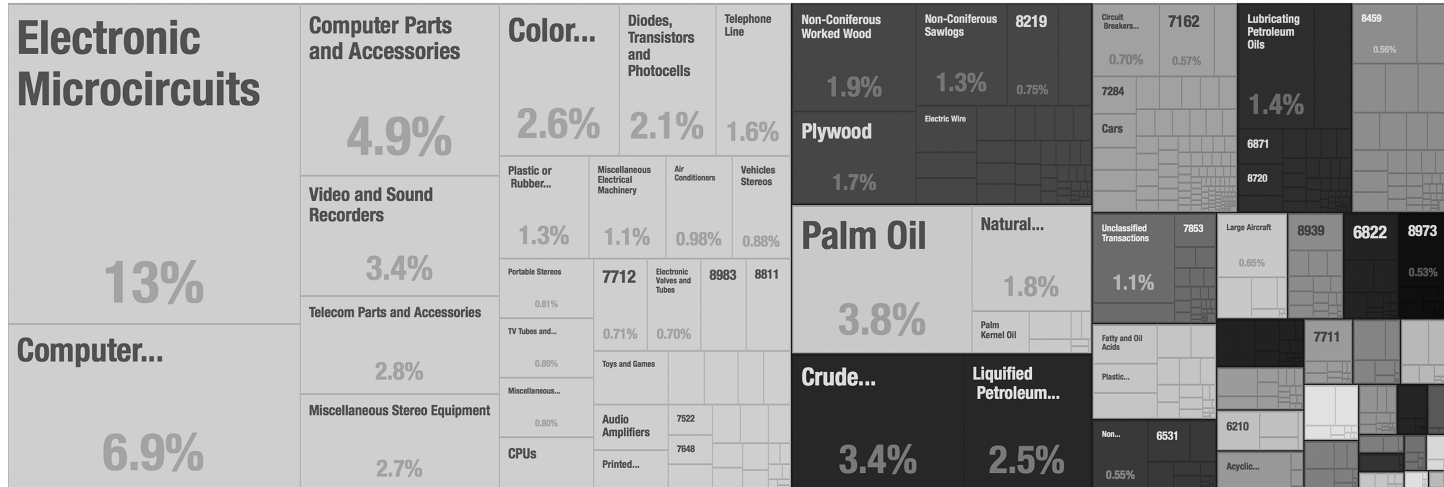 Electronic
Microcircuits
13%
Computer...
6.9%
Computer Parts
and Accessories
4.9%
Video and Sound
Recorders
3.4%
Telecom Parts and Accessories
2.8%
Miscellaneous Stereo Equipment
2.7%
Color...
2.6%
Diodes,
Transistors
and
Photocells
2.1%
Telephone
Line
1.6%
Plastic or
Rubber...
1.3%
Miscellaneous
Electrical
Machinery
1.1%
Air
Conditioners
0.98%
Vehicles
Stereos
0.88%
Portable Stereos
0.81%
TV Tubes and...
0.80%
Miscellaneous...
0.80%
CPUs
7712
0.71%
Electronic
Valves and
Tubes
0.70%
8983
8811
Toys and Games
Audio
Amplifiers
7522
7648
Printed...
Non-Coniferous
Worked Wood
1.9%
Non-Coniferous
Sawlogs
1.3%
8219
0.75%
Plywood
1.7%
Electric Wire
Palm Oil
3.8%
Natural...
1.8%
Palm
Kernel Oil
Crude...
3.4%
Liquified
Petroleum...
2.5%
Circuit
Breakers...
0.70%
7162
0.57%
7284
Cars
Lubricating
Petroleum
Oils
1.4%
6871
8720
8459
0.56%
Unclassified
Transactions
1.1%
7853
Large Aircraft
0.65%
8939
6822
8973
0.53%
Fatty and Oil
Acids
Plastic...
7711
Non...
0.55%
6531
6210
Acyclic...